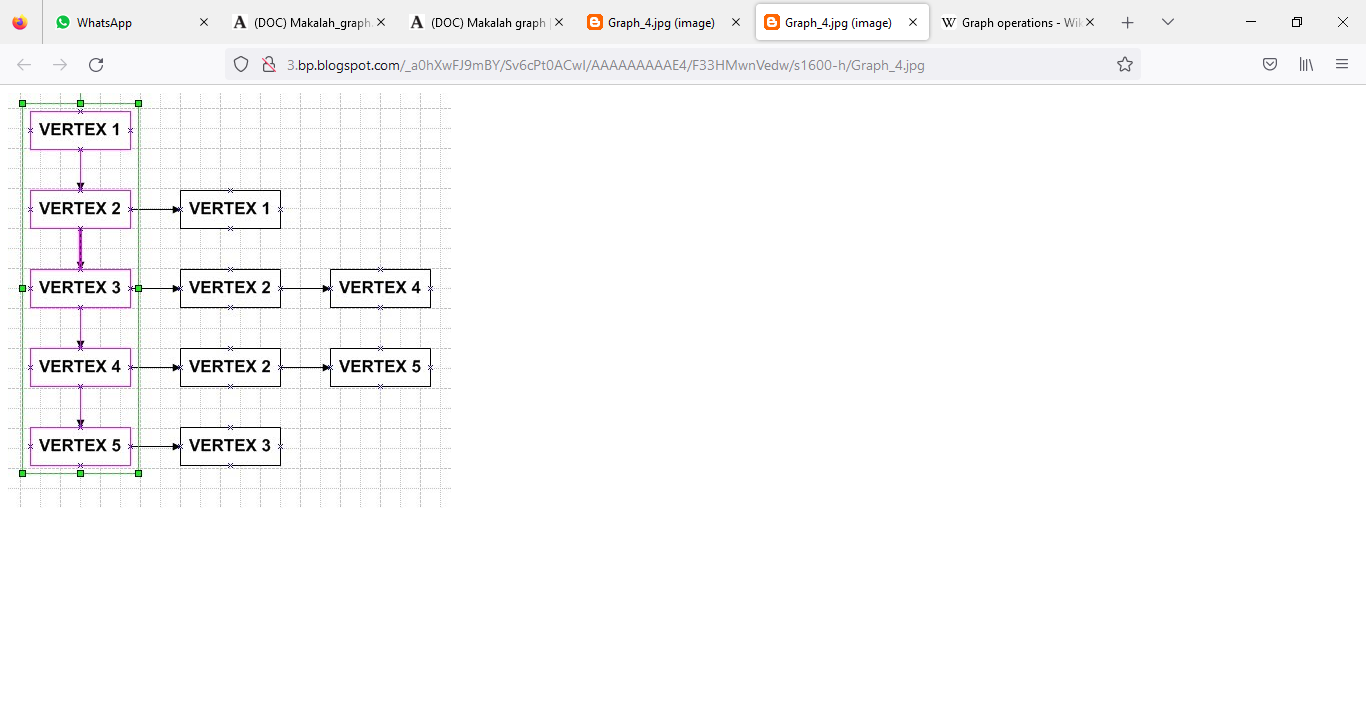 WhatsApp
(DOC) Makalah_graph.
(DOC) Makalah graph |
Graph_4.jpg (image)
Graph_4.jpg (image)
Graph operations - Wik
3.bp.blogspot.com/_a0hXwFJ9mBY/Sv6cPt0ACwI/AAAAAAAAAE4/F33HMwnVedw/s1600-h/Graph_4.jpg
VERTEX 1
VERTEX 2 VERTEX 1
VERTEX 3 VERTEX 2 VERTEX 4
VERTEX 4 VERTEX 2 VERTEX 5
VERTEX 5 VERTEX 3